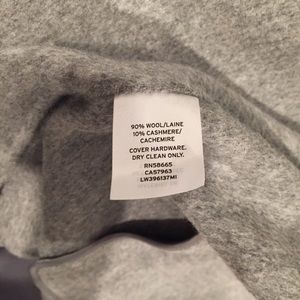 90% WOOL/LAINE
10% CASHMERE/
CACHEMIRE
COVER HARDWARE.
DRY CLEAN ONLY.
RN58665
CA57963
LW396137MI